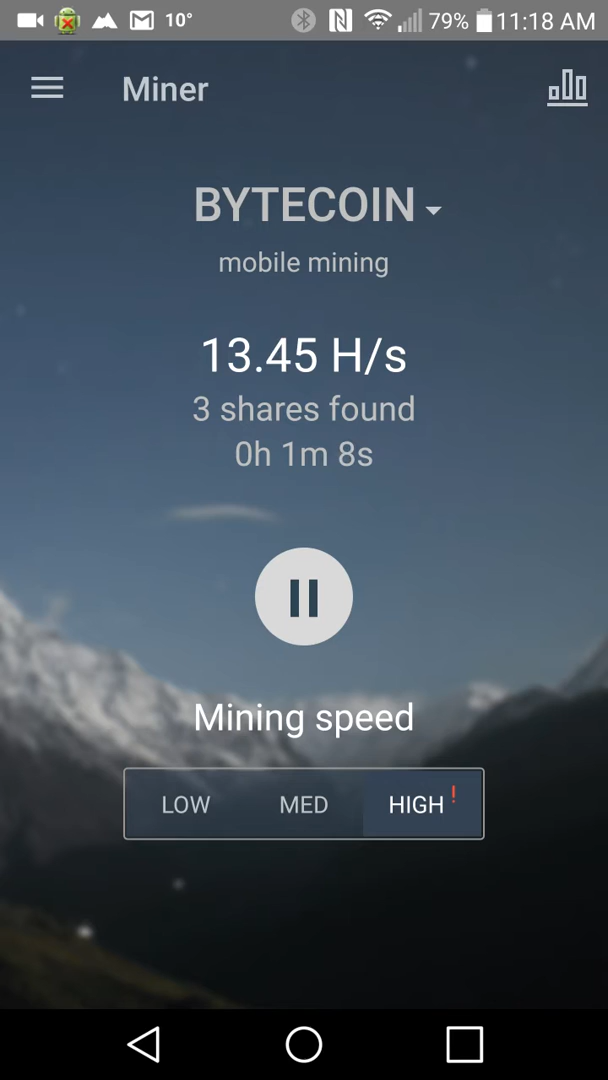 10° 79% 11:18 AM
Miner
BYTECOIN
mobile mining
13.45 H/s
3 shares found
0h 1m 8s
Mining speed
LOW MED HIGH !